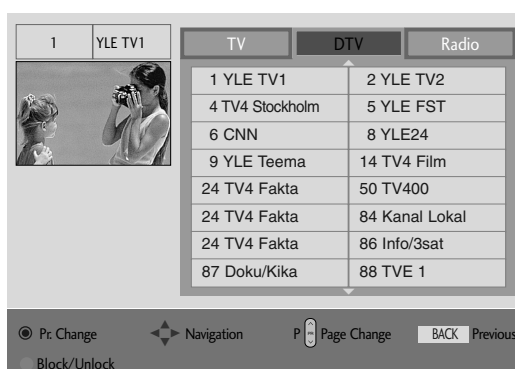 1 YLE TV1
TV DTV Radio
1 YLE TV1 2 YLE TV2
4 TV4 Stockholm 5 YLE FST
6 CNN 8 YLE24
9 YLE Teema 14 TV4 Film
24 TV4 Fakta 50 TV400
24 TV4 Fakta 84 Kanal Lokal
24 TV4 Fakta 86 Info/3sat
87 Doku/Kika 88 TVE 1
Pr. Change Navigation P PR Page Change BACK Previous
Block/Unlock